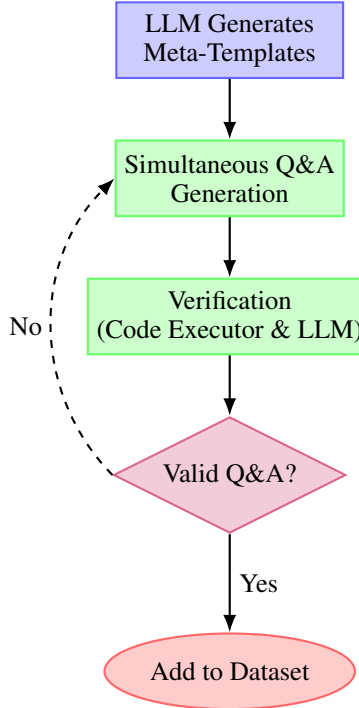 LLM Generates
Meta-Templates
Simultaneous Q&A
Generation
Verification
(Code Executor & LLM)
No
Valid Q&A?
Yes
Add to Dataset